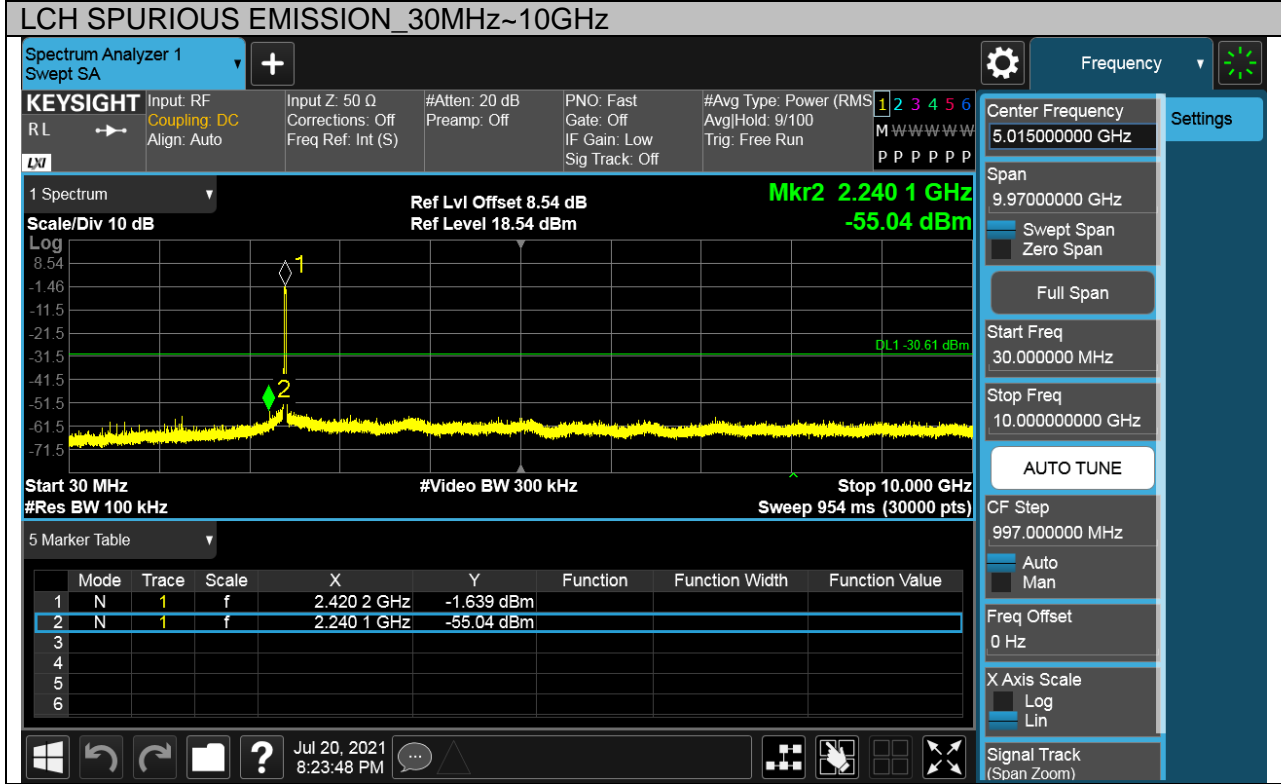 LCH SPURIOUS EMISSION_30MHz~10GHz
Spectrum Analyzer 1
Swept SA
+
Frequency
KEYSIGHT
RL
LXI
Input: RF
Coupling: DC
Align: Auto
Input Z: 50 Ω
Corrections: Off
Freq Ref: Int (S)
#Atten: 20 dB
Preamp: Off
PNO: Fast
Gate: Off
IF Gain: Low
Sig Track: Off
#Avg Type: Power (RMS
Avg|Hold: 9/100
Trig: Free Run
1 2 3 4 5 6
M W W W W W
P P P P P P
1 Spectrum
Scale/Div 10 dB
Ref Lvl Offset 8.54 dB
Ref Level 18.54 dBm
Mkr2 2.240 1 GHz
-55.04 dBm
Log
8.54
-1.46
-11.5
-21.5
-31.5
-41.5
-51.5
-61.5
-71.5
1
2
DL1 -30.61 dBm
Start 30 MHz
#Video BW 300 kHz
Stop 10.000 GHz
#Res BW 100 kHz
Sweep 954 ms (30000 pts)
5 Marker Table
Mode Trace Scale X Y Function Function Width Function Value
1 N 1 f 2.420 2 GHz -1.639 dBm
2 N 1 f 2.240 1 GHz -55.04 dBm
3
4
5
6
?
Jul 20, 2021
8:23:48 PM
Center Frequency
5.015000000 GHz
Settings
Span
9.97000000 GHz
Swept Span
Zero Span
Full Span
Start Freq
30.000000 MHz
Stop Freq
10.000000000 GHz
AUTO TUNE
CF Step
997.000000 MHz
Auto
Man
Freq Offset
0 Hz
X Axis Scale
Log
Lin
Signal Track
(Span Zoom)